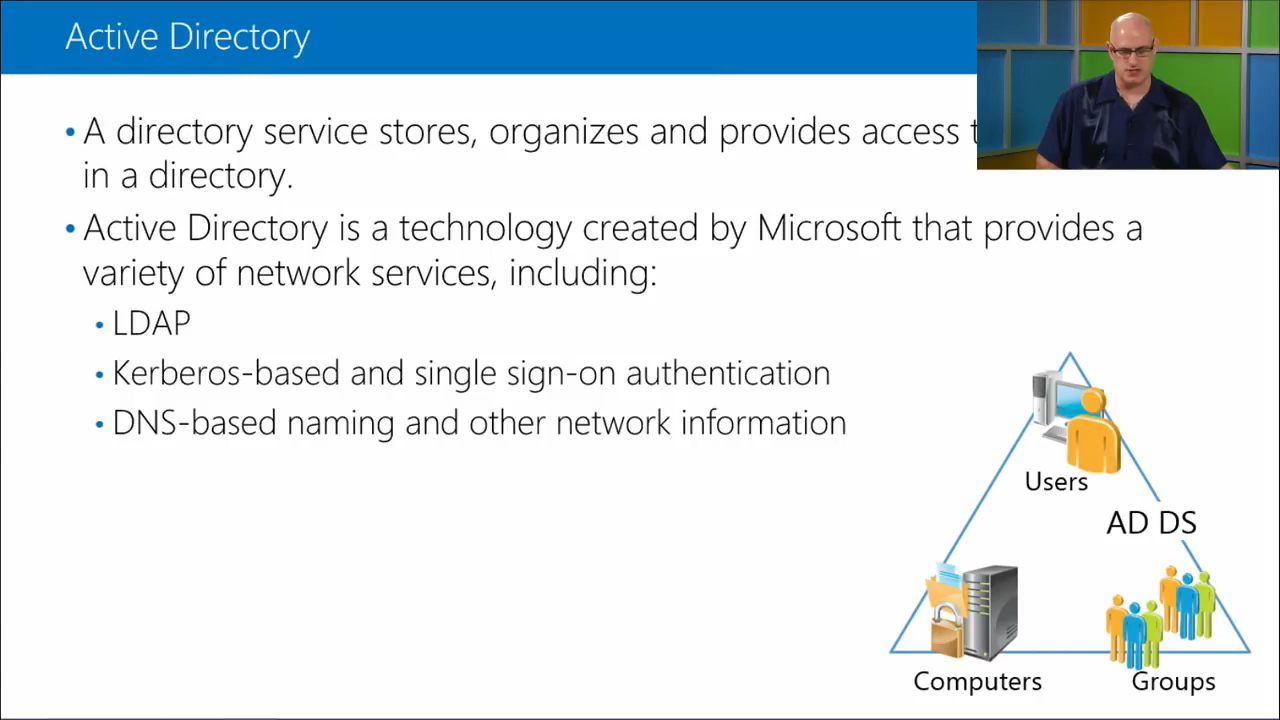 Active Directory
• A directory service stores, organizes and provides access
in a directory.
• Active Directory is a technology created by Microsoft that provides a
variety of network services, including:
• LDAP
• Kerberos-based and single sign-on authentication
• DNS-based naming and other network information
Users
AD DS
Computers
Groups